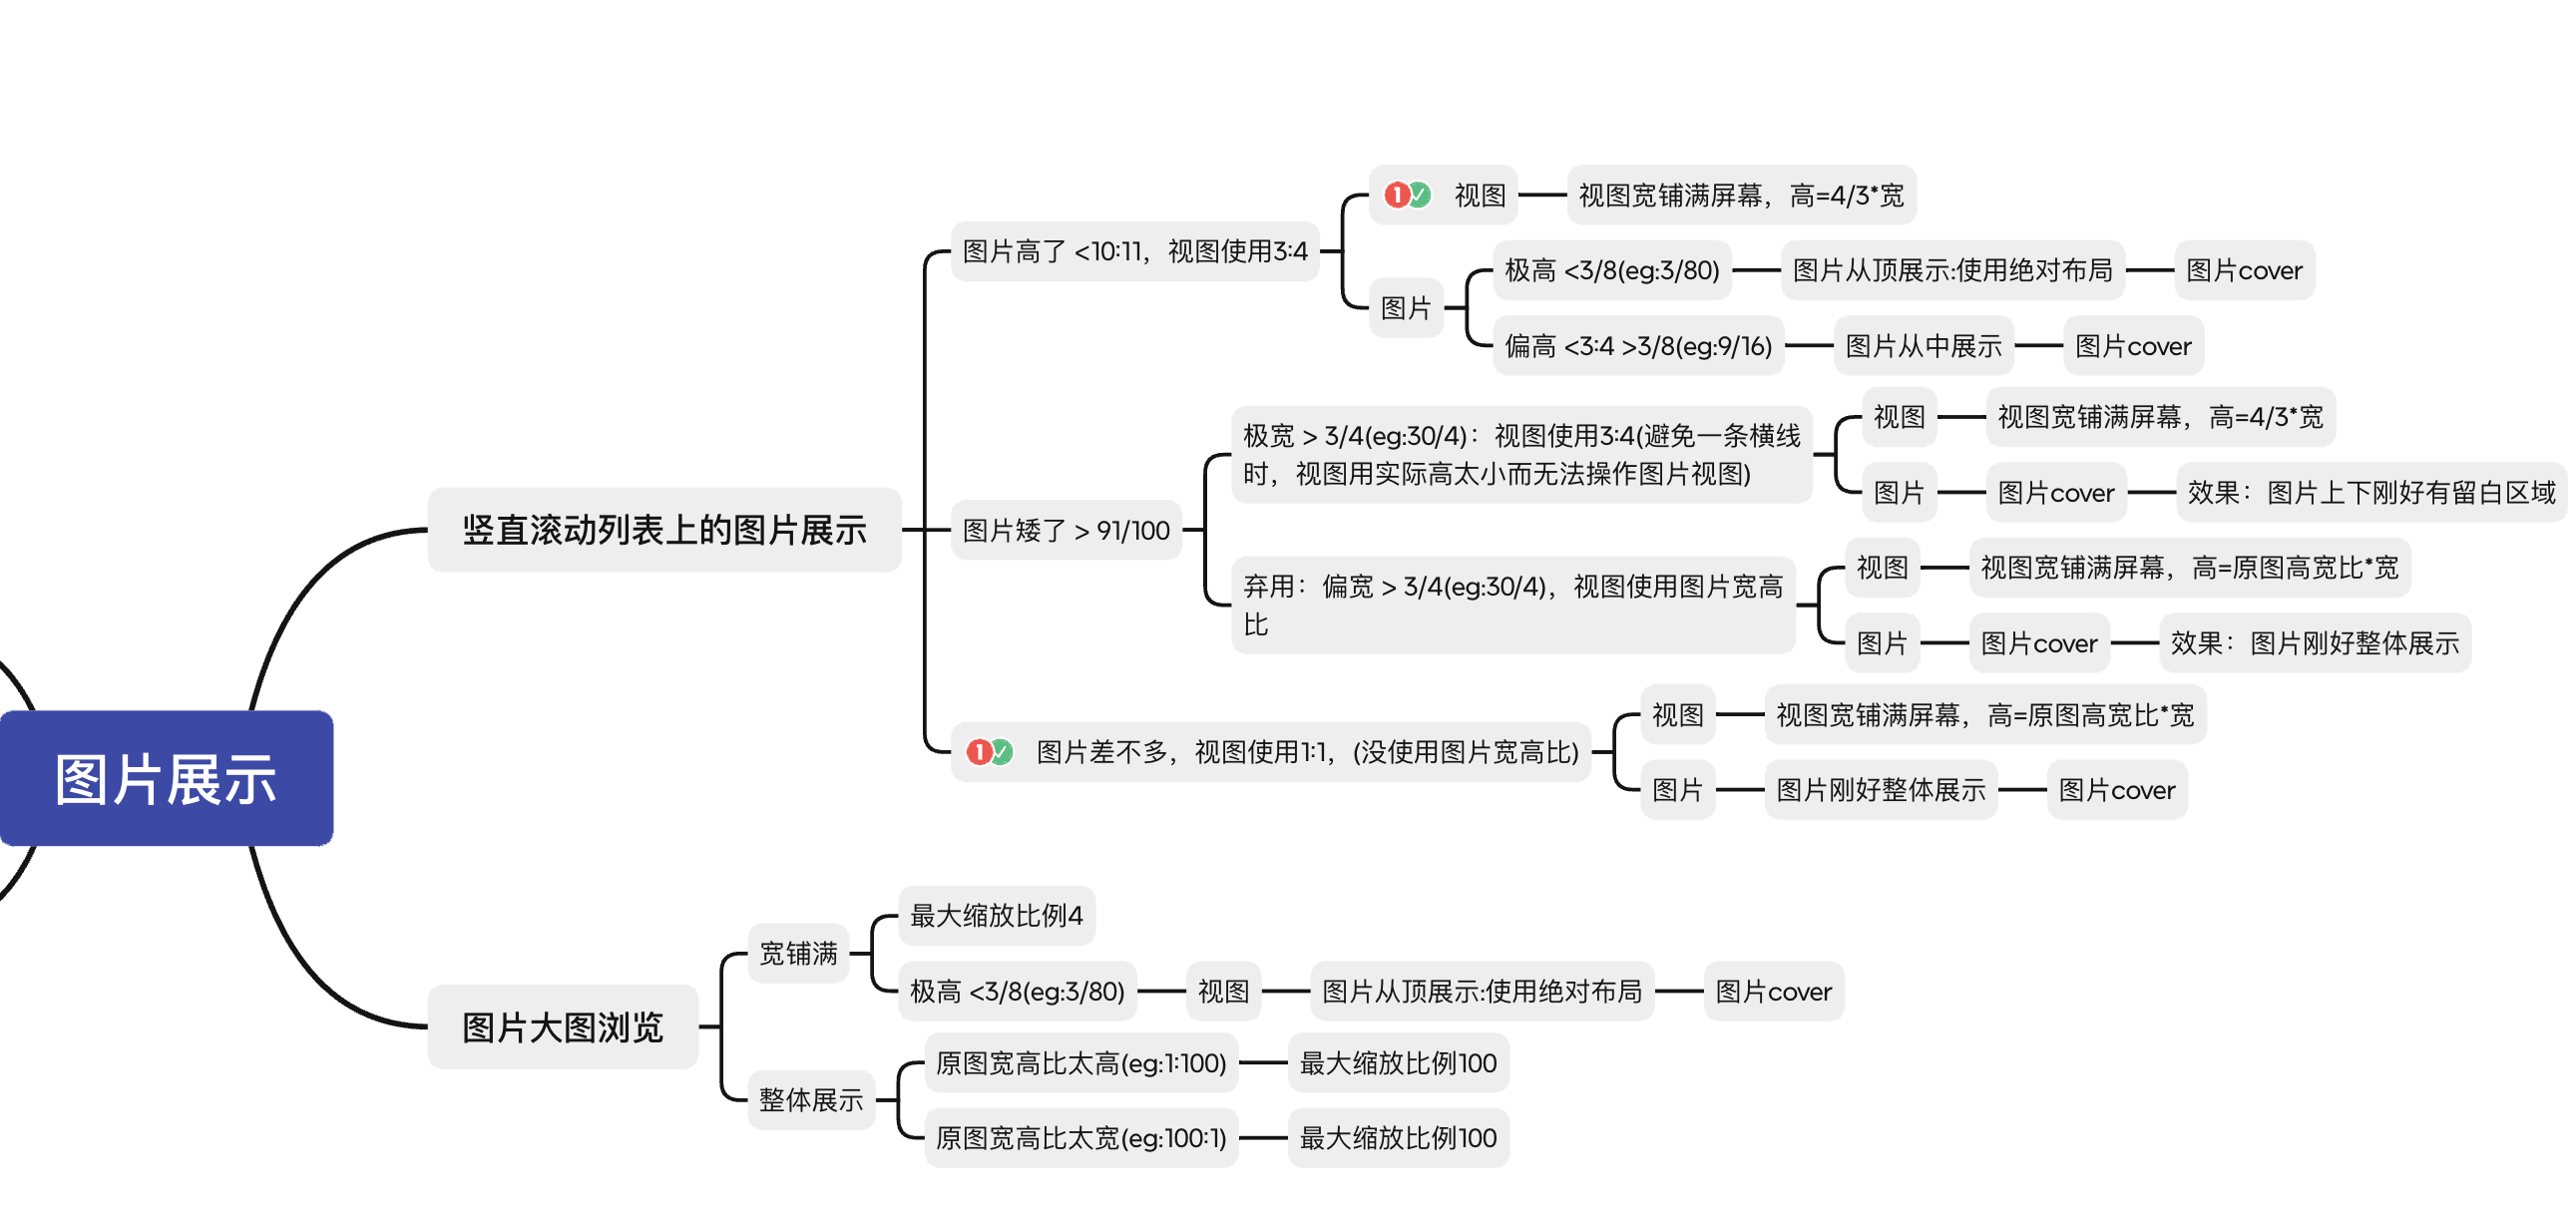 图片展示
竖直滚动列表上的图片展示
图片高了 <10:11，视图使用3:4
1 视图
视图宽铺满屏幕，高=4/3*宽
图片
极高 <3/8(eg:3/80)
图片从顶展示:使用绝对布局
图片cover
偏高 <3:4 >3/8(eg:9/16)
图片从中展示
图片cover
图片矮了 > 91/100
极宽 > 3/4(eg:30/4)：视图使用3:4(避免一条横线
时，视图用实际高太小而无法操作图片视图)
视图
视图宽铺满屏幕，高=4/3*宽
图片
图片cover
效果：图片上下刚好有留白区域
弃用：偏宽 > 3/4(eg:30/4)，视图使用图片宽高
比
视图
视图宽铺满屏幕，高=原图高宽比*宽
图片
图片cover
效果：图片刚好整体展示
1 图片差不多，视图使用1:1，(没使用图片宽高比)
视图
视图宽铺满屏幕，高=原图高宽比*宽
图片
图片刚好整体展示
图片cover
图片大图浏览
宽铺满
最大缩放比例4
极高 <3/8(eg:3/80)
视图
图片从顶展示:使用绝对布局
图片cover
整体展示
原图宽高比太高(eg:1:100)
最大缩放比例100
原图宽高比太宽(eg:100:1)
最大缩放比例100